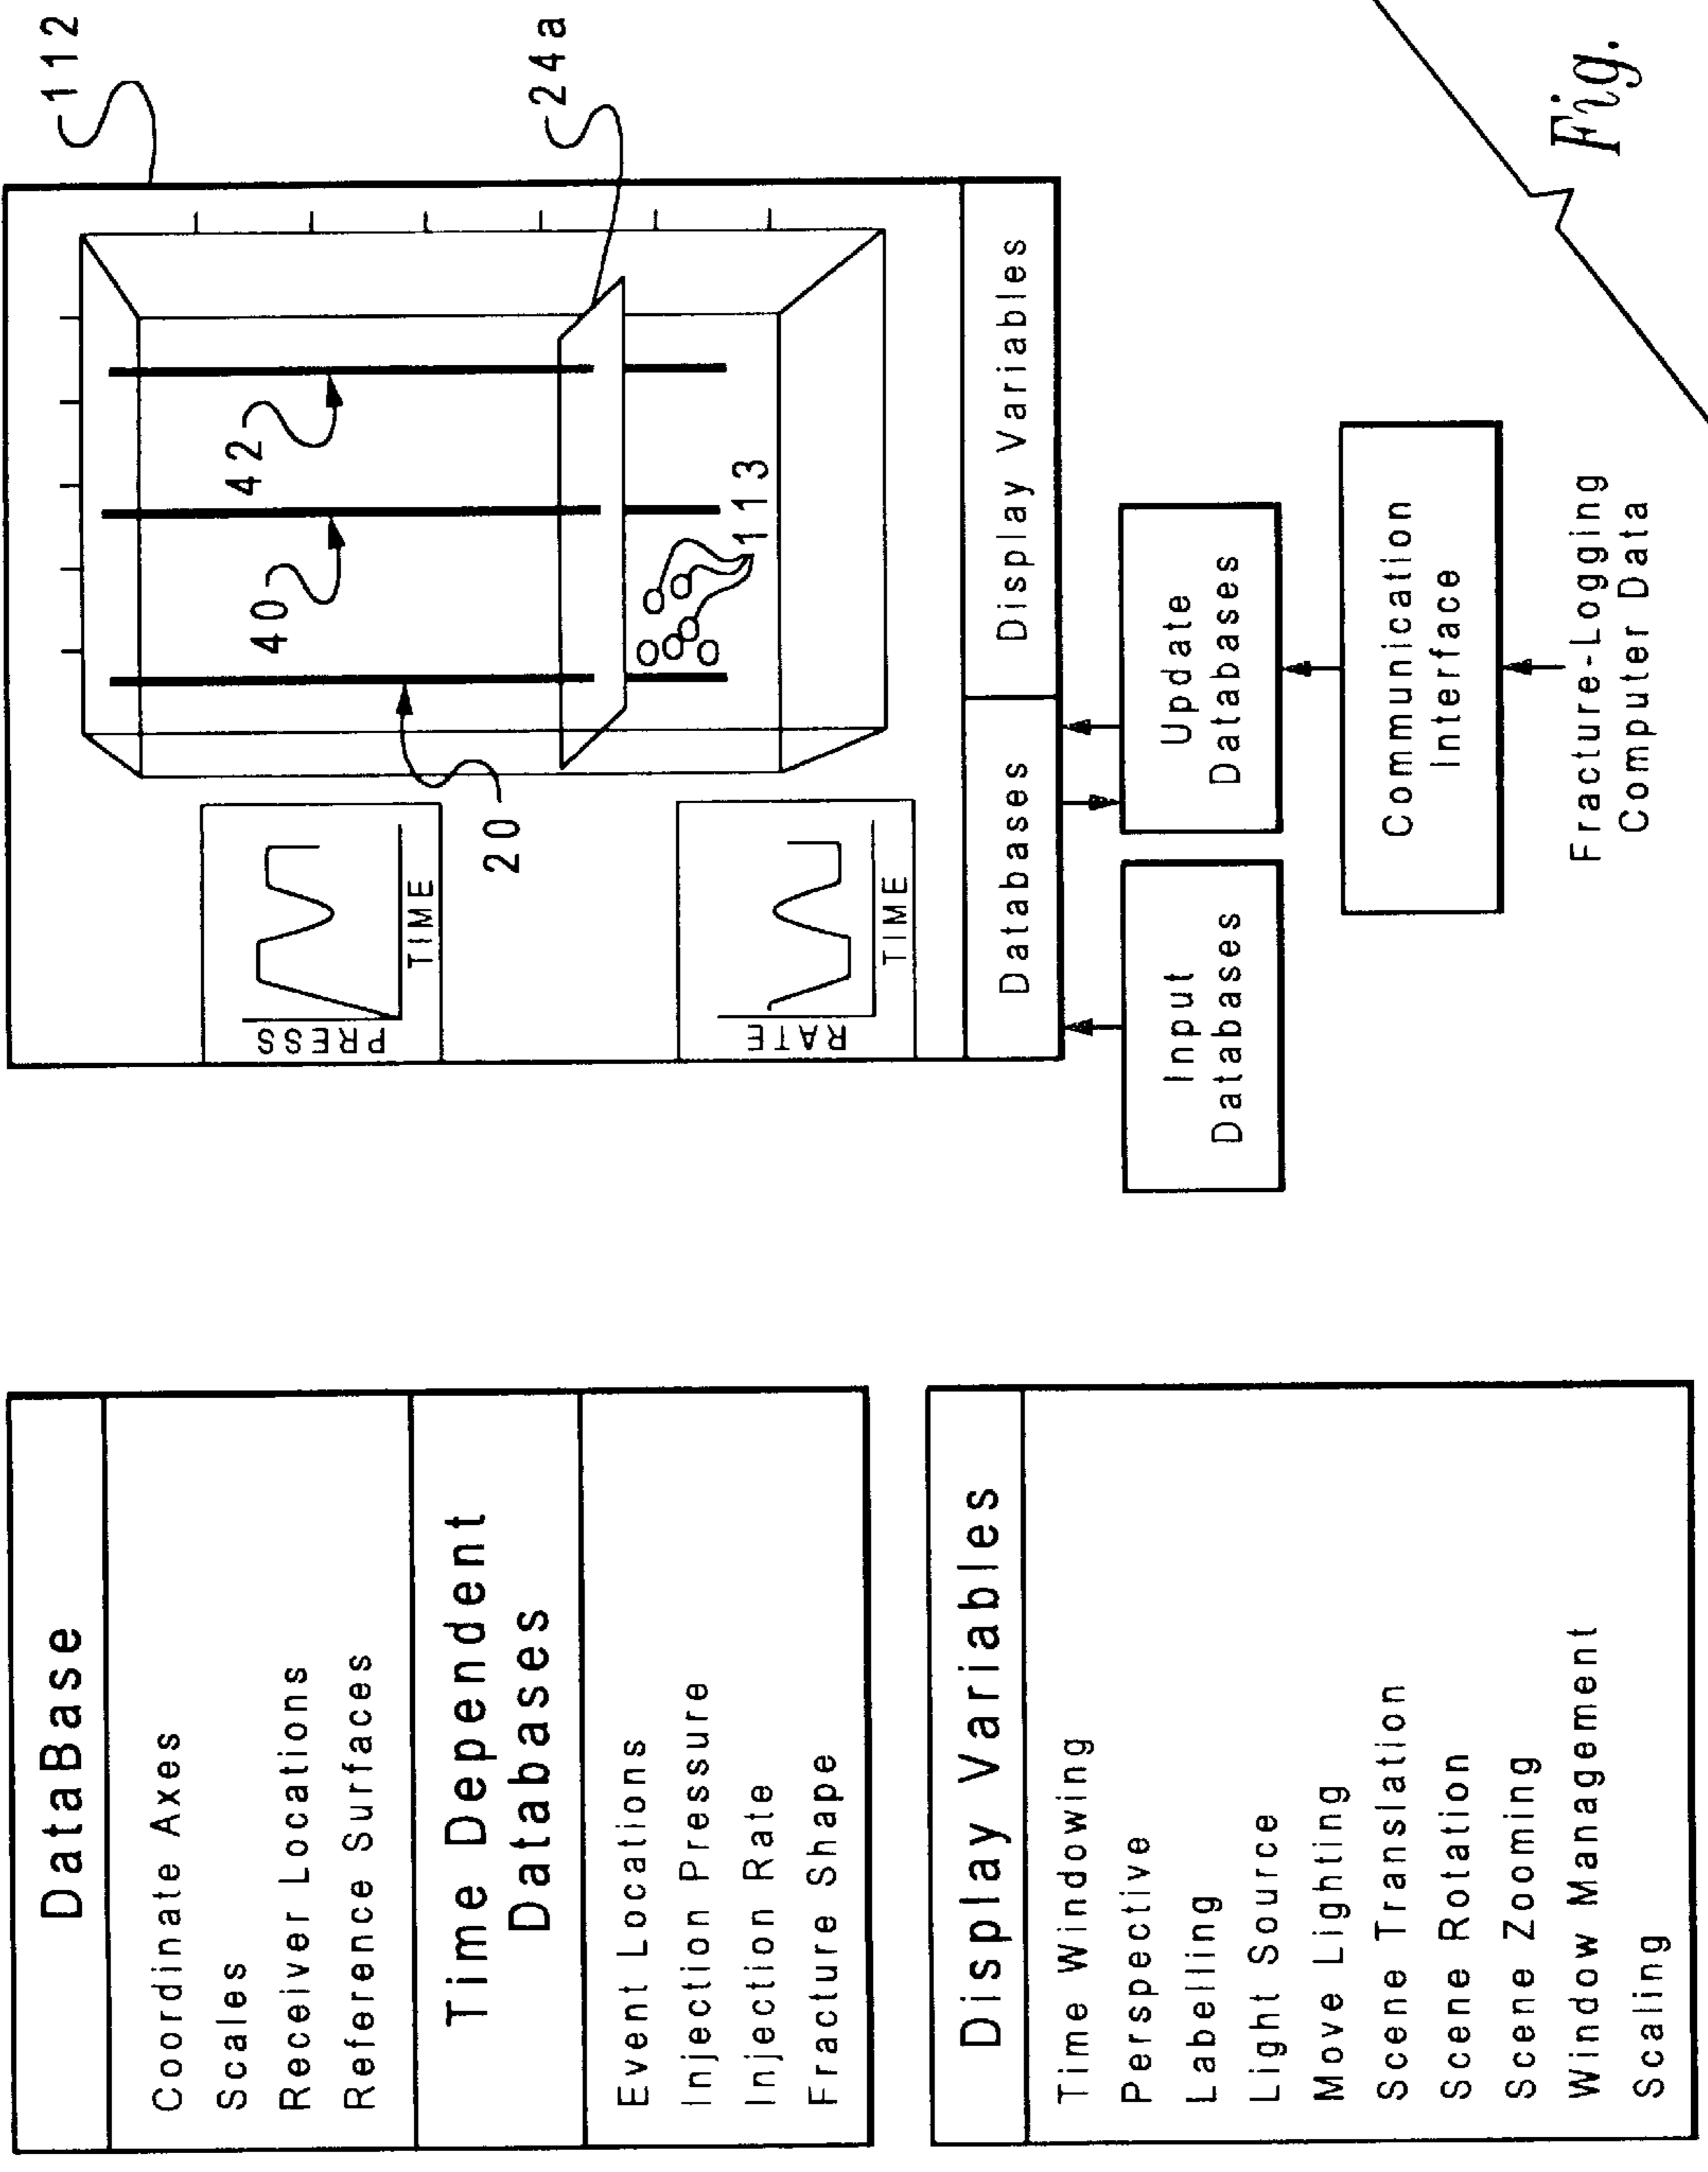 DataBase
Coordinate Axes
Scales
Receiver Locations
Reference Surfaces
Time Dependent
Databases
Event Locations
Injection Pressure
Injection Rate
Fracture Shape
Display Variables
Time Windowing
Perspective
Labelling
Light Source
Move Lighting
Scene Translation
Scene Rotation
Scene Zooming
Window Management
Scaling
112
24a
PRESS
TIME
20
40
42
113
RATE
TIME
Databases
Display Variables
Input
Databases
Update
Databases
Communication
Interface
Fracture-Logging
Computer Data
Fig.